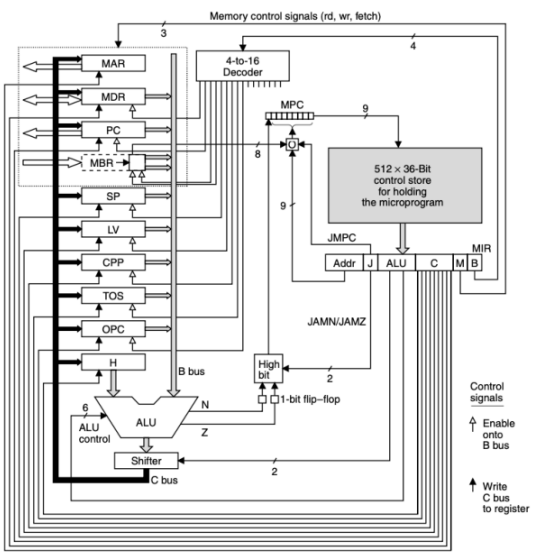 Memory control signals (rd, wr, fetch)
3
4
MAR
MDR
PC
MBR
SP
LV
CPP
TOS
OPC
H
4-to-16
Decoder
MPC
9
8
O
9
512 × 36-Bit
control store
for holding
the microprogram
JMPC
MIR
Addr
J
ALU
C
M
B
JAMN/JAMZ
High
bit
2
B bus
1-bit flip–flop
6
ALU
control
ALU
N
Z
Shifter
C bus
2
Control
signals
Enable
onto
B bus
Write
C bus
to register